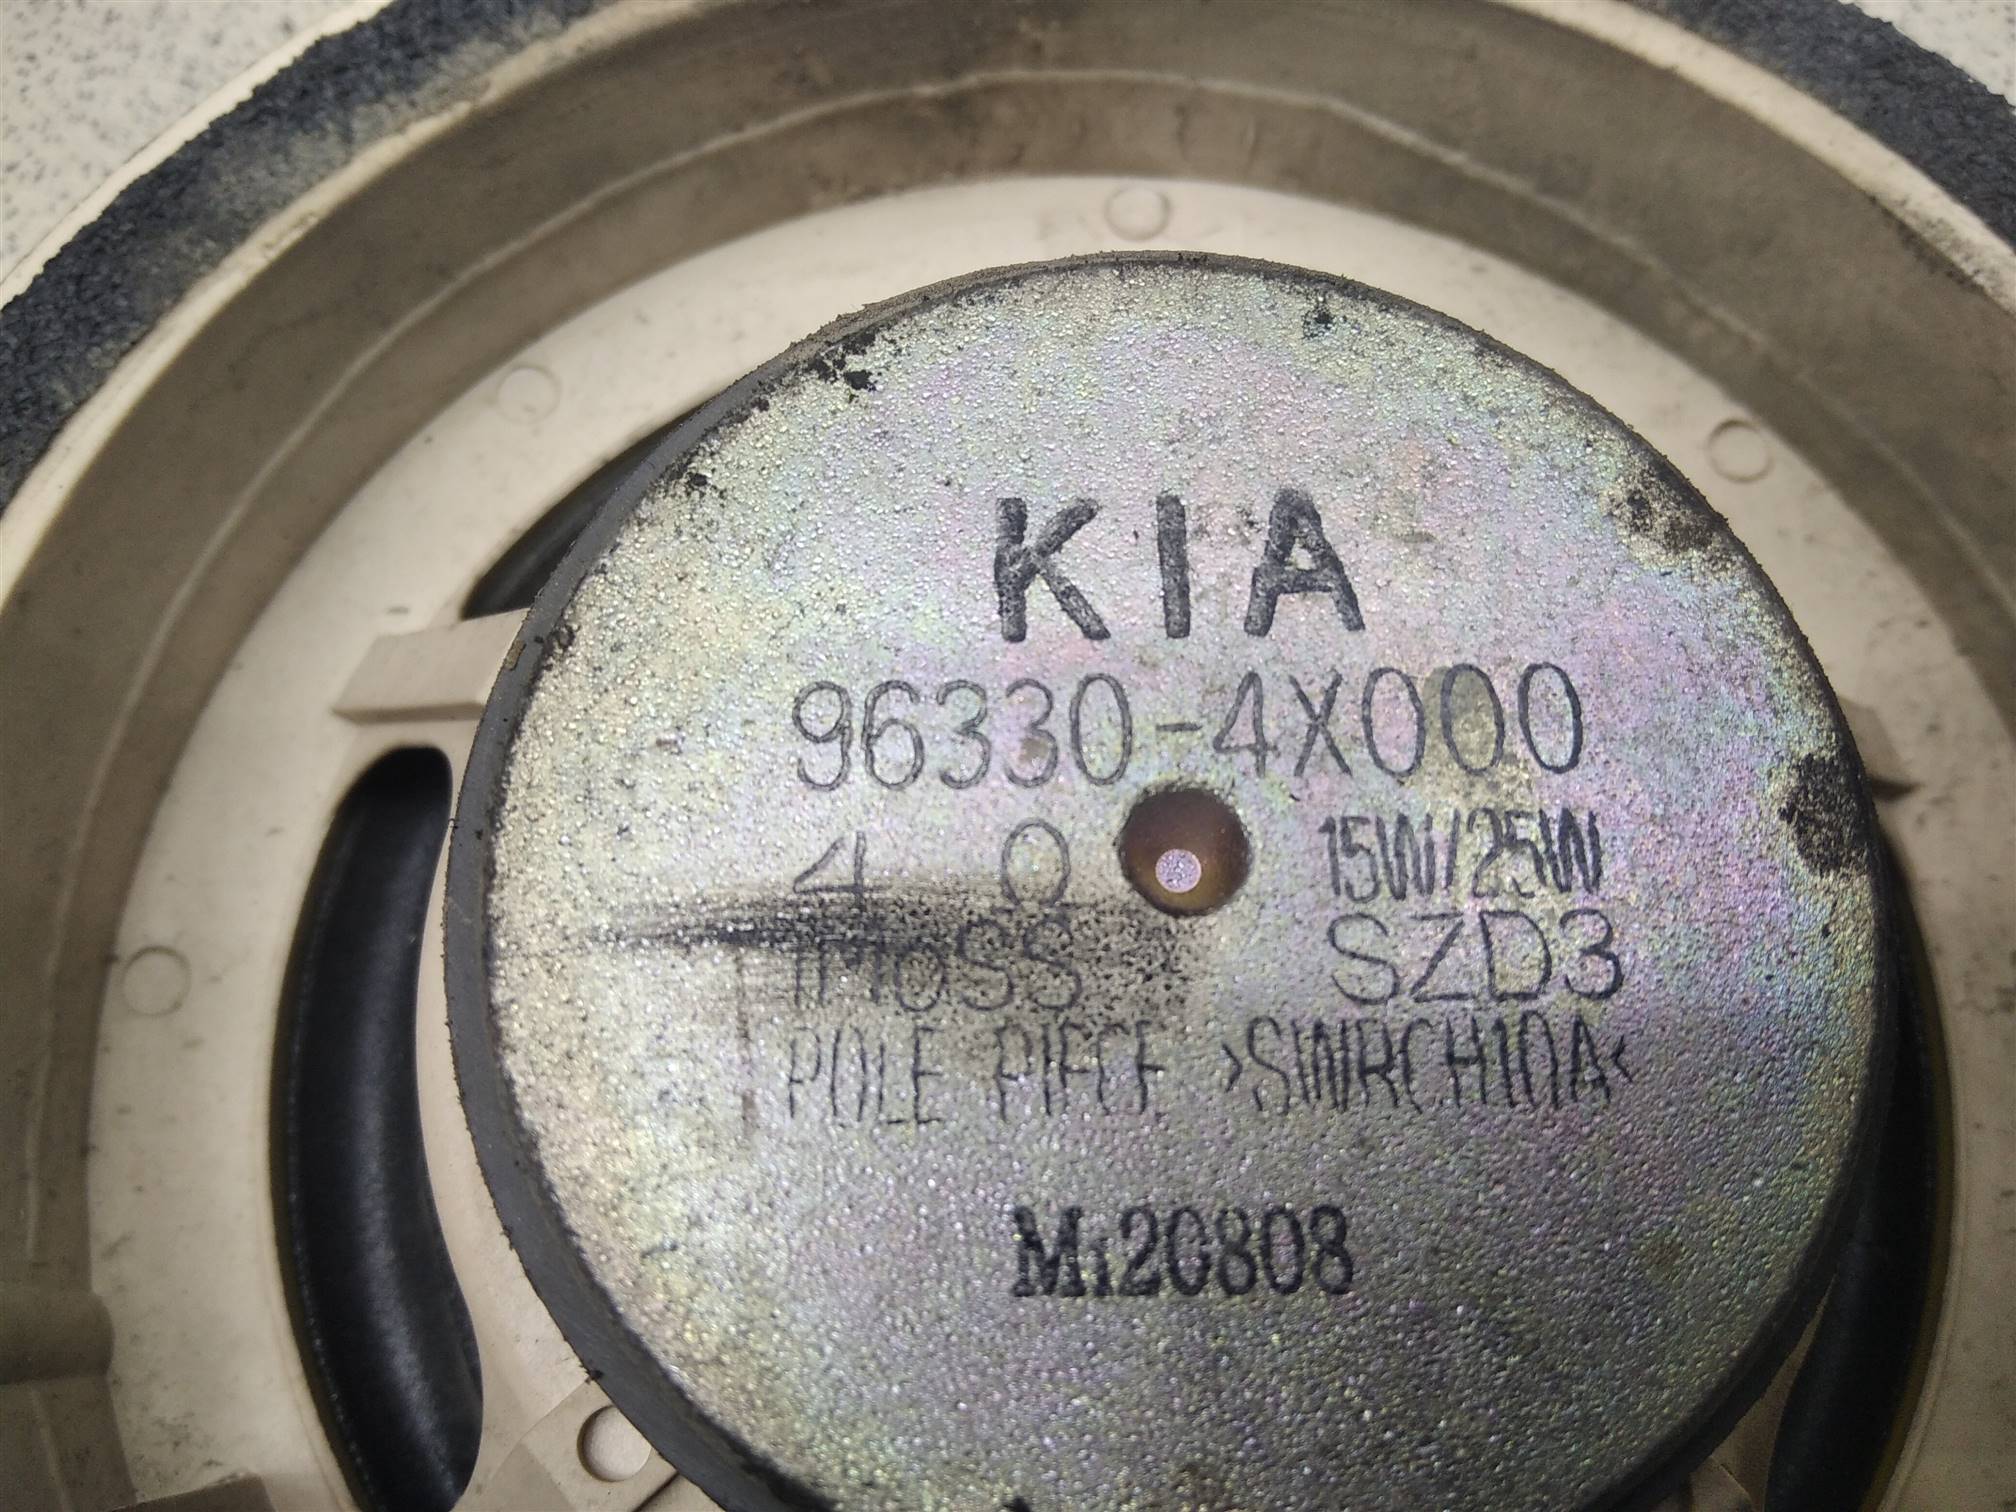 KIA
96330-4X000
4 Ω 15W/25W
SZD3
POLE PIECE >SWRCH10A<
Mi20808